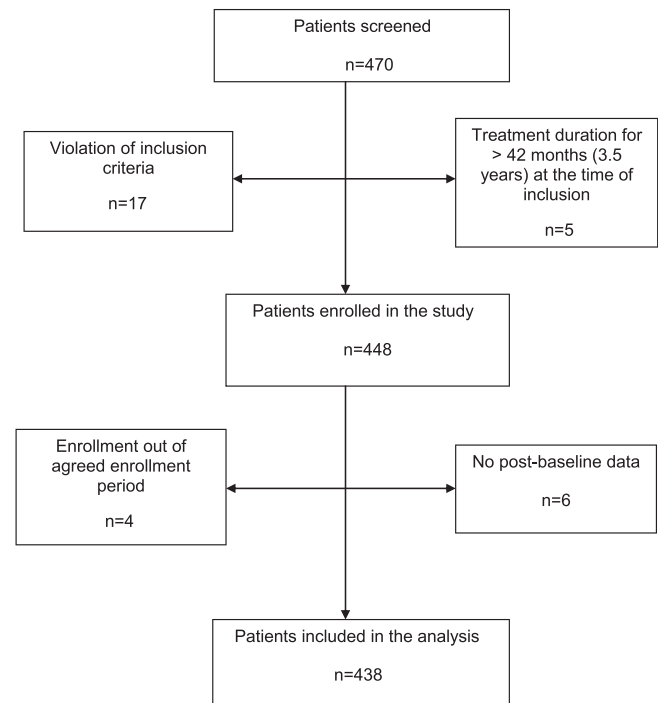 Patients screened
n=470
Violation of inclusion
criteria
n=17
Treatment duration for
> 42 months (3.5
years) at the time of
inclusion
n=5
Patients enrolled in the study
n=448
Enrollment out of
agreed enrollment
period
n=4
No post-baseline data
n=6
Patients included in the analysis
n=438